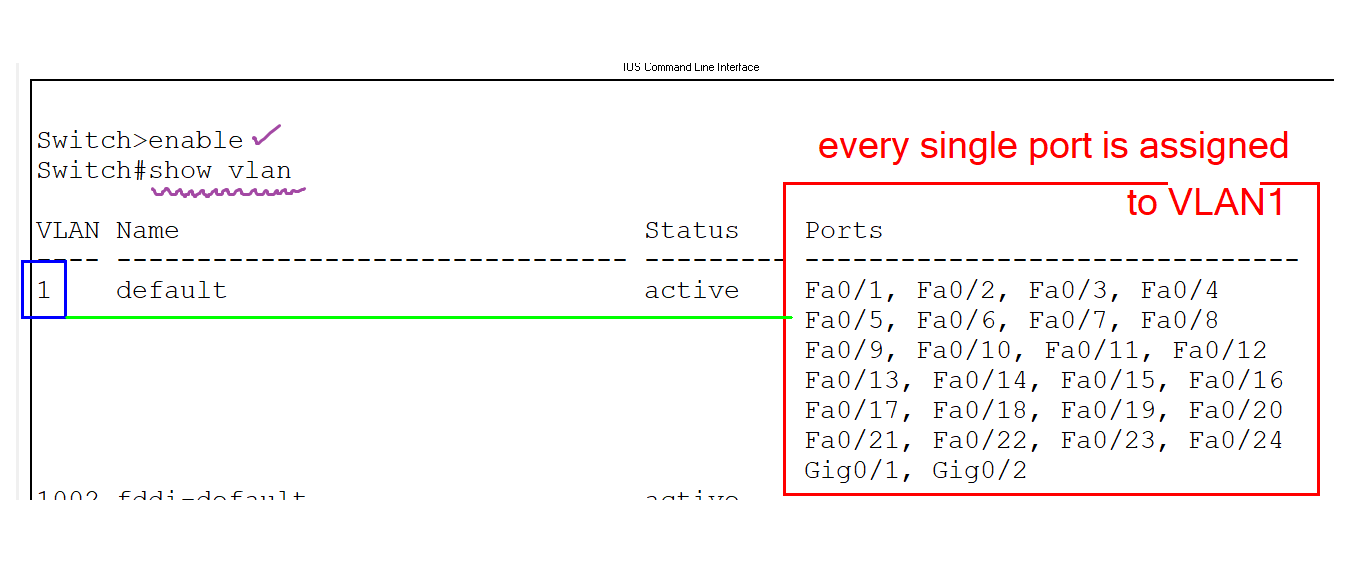 IOS Command Line Interface
Switch>enable
every single port is assigned
Switch#show vlan
to VLAN1
VLAN Name Status Ports
---- -------------------------------- --------- -------------------------------
1 default active Fa0/1, Fa0/2, Fa0/3, Fa0/4
Fa0/5, Fa0/6, Fa0/7, Fa0/8
Fa0/9, Fa0/10, Fa0/11, Fa0/12
Fa0/13, Fa0/14, Fa0/15, Fa0/16
Fa0/17, Fa0/18, Fa0/19, Fa0/20
Fa0/21, Fa0/22, Fa0/23, Fa0/24
Gig0/1, Gig0/2
1002 fddi-default active